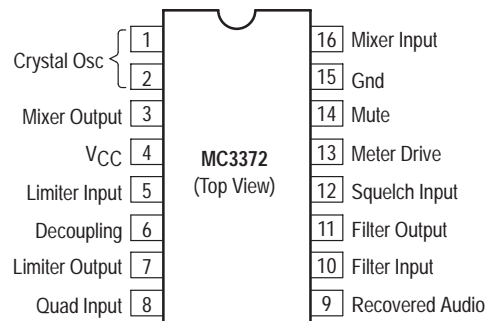 Crystal Osc
1
2
Mixer Output 3
VCC 4
Limiter Input 5
Decoupling 6
Limiter Output 7
Quad Input 8
MC3372
(Top View)
16 Mixer Input
15 Gnd
14 Mute
13 Meter Drive
12 Squelch Input
11 Filter Output
10 Filter Input
9 Recovered Audio